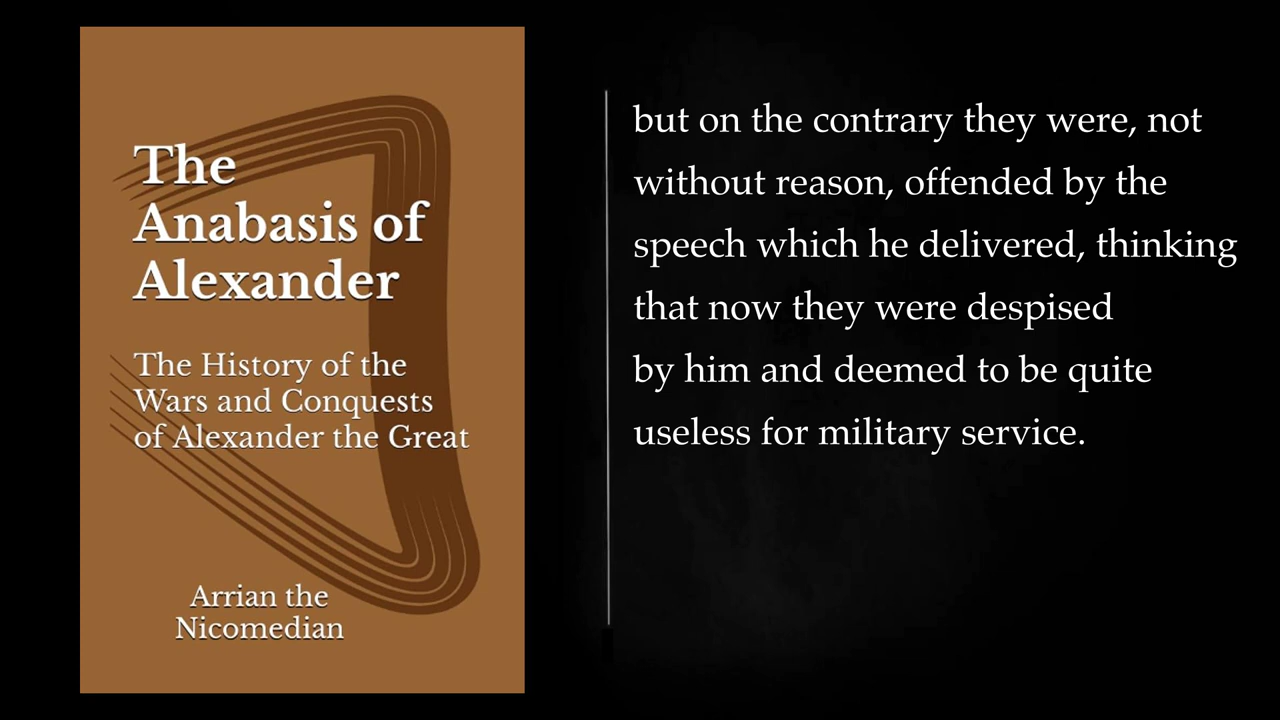 The
Anabasis of
Alexander
The History of the
Wars and Conquests
of Alexander the Great
Arrian the
Nicomedian
but on the contrary they were, not
without reason, offended by the
speech which he delivered, thinking
that now they were despised
by him and deemed to be quite
useless for military service.